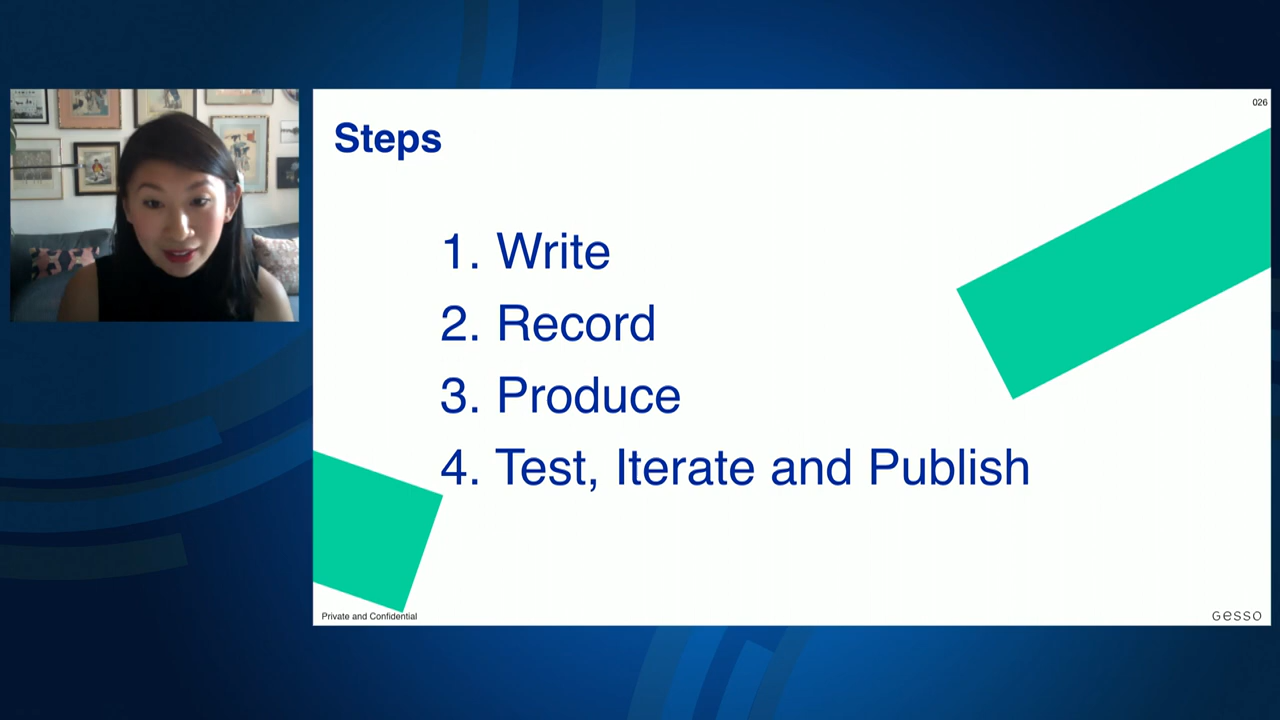 026
Steps
1. Write
2. Record
3. Produce
4. Test, Iterate and Publish
Private and Confidential
Gesso